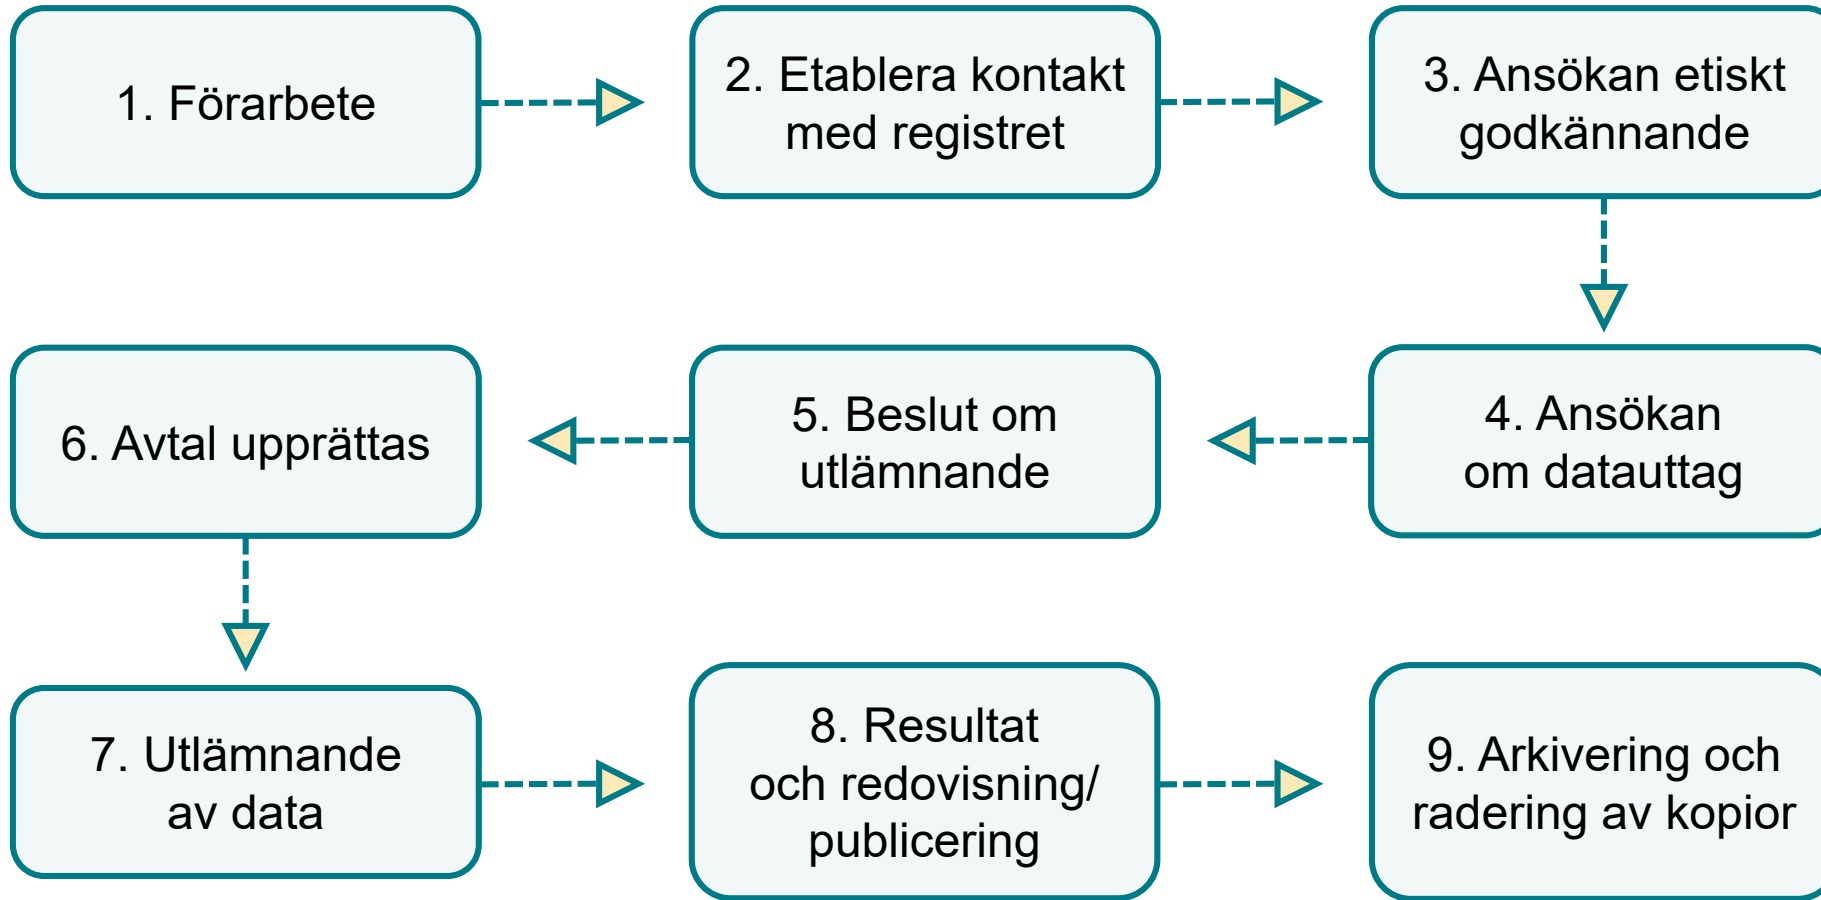 1. Förarbete
2. Etablera kontakt
med registret
3. Ansökan etiskt
godkännande
4. Ansökan
om datauttag
5. Beslut om
utlämnande
6. Avtal upprättas
7. Utlämnande
av data
8. Resultat
och redovisning/
publicering
9. Arkivering och
radering av kopior